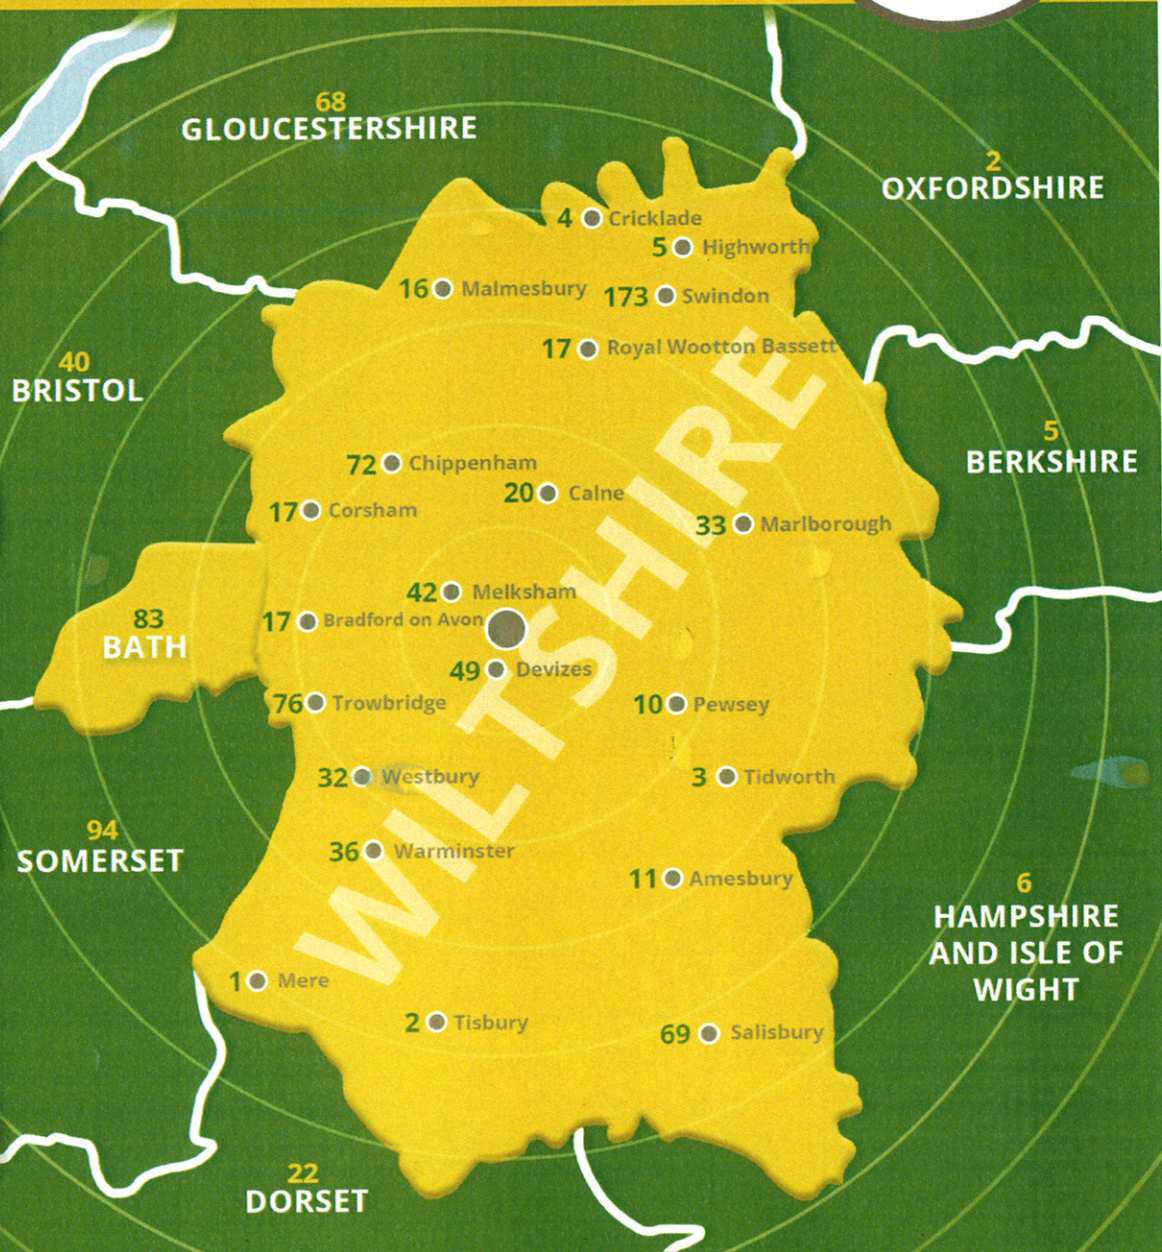 68
GLOUCESTERSHIRE
2
OXFORDSHIRE
4 Cricklade
5 Highworth
16 Malmesbury
173 Swindon
17 Royal Wootton Bassett
40
BRISTOL
5
BERKSHIRE
72 Chippenham
20 Calne
17 Corsham
33 Marlborough
WILTSHIRE
42 Melksham
83
BATH
17 Bradford on Avon
49 Devizes
76 Trowbridge
10 Pewsey
32 Westbury
3 Tidworth
94
SOMERSET
36 Warminster
11 Amesbury
6
HAMPSHIRE
AND ISLE OF
WIGHT
1 Mere
2 Tisbury
69 Salisbury
22
DORSET